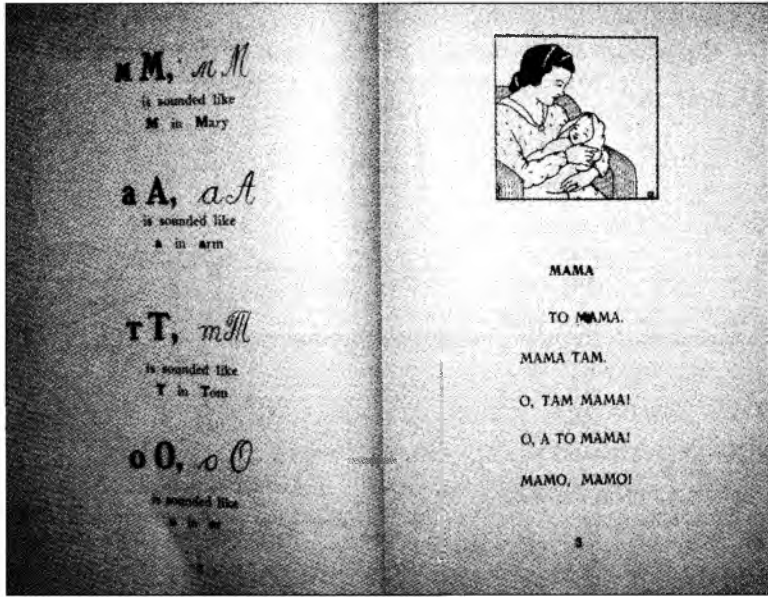 м М, м М
is sounded like
M in Mary
а А, а А
is sounded like
a in arm
т Т, т Т
is sounded like
T in Tom
о О, о О
is sounded like
in
МАМА
ТО МАМА.
МАМА ТАМ.
О, ТАМ МАМА!
О, А ТО МАМА!
МАМО, МАМО!